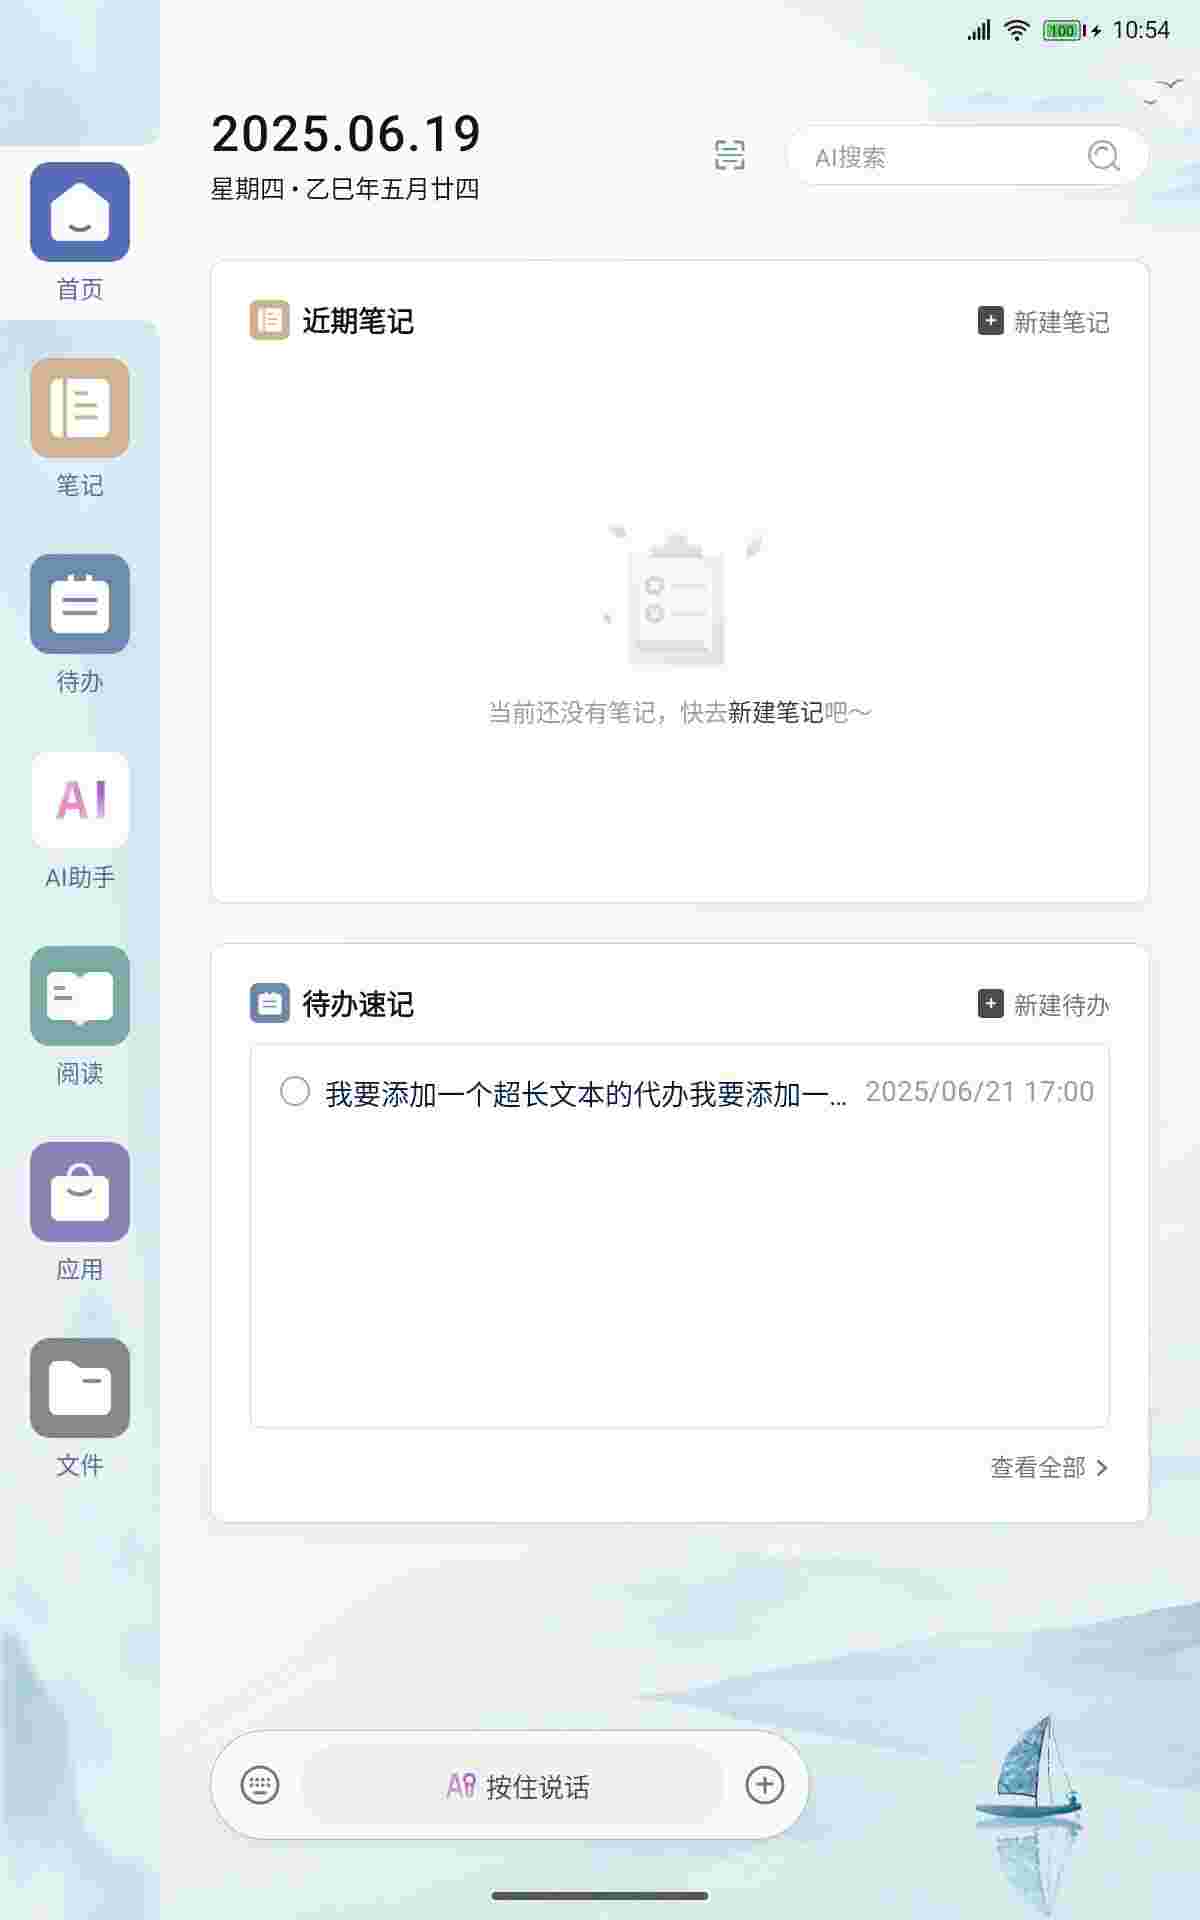 100 10:54
2025.06.19
星期四·乙巳年五月廿四
AI搜索
首页
近期笔记
新建笔记
笔记
待办
当前还没有笔记，快去新建笔记吧～
AI
AI助手
待办速记
新建待办
阅读
我要添加一个超长文本的代办我要添加一... 2025/06/21 17:00
应用
文件
查看全部 >
AI 按住说话